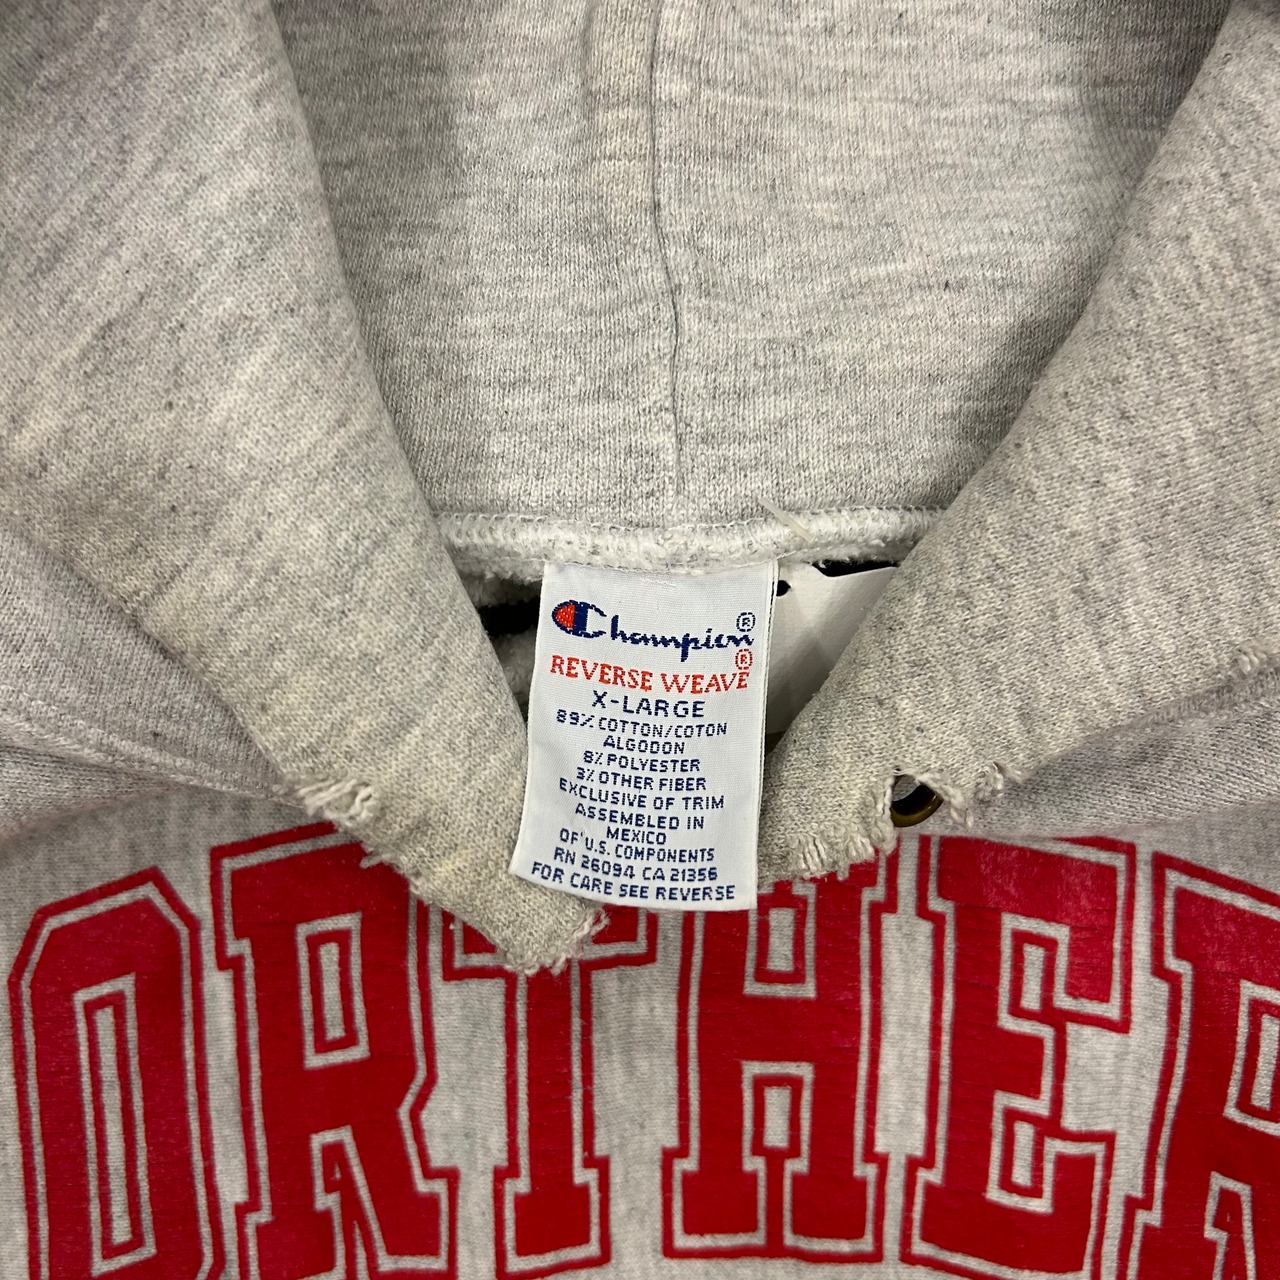 Champion®
REVERSE WEAVE®
X-LARGE
89% COTTON/COTON
ALGODON
8% POLYESTER
3% OTHER FIBER
EXCLUSIVE OF TRIM
ASSEMBLED IN
MEXICO
OF U.S. COMPONENTS
RN 26094 CA 21356
FOR CARE SEE REVERSE
ORTHER